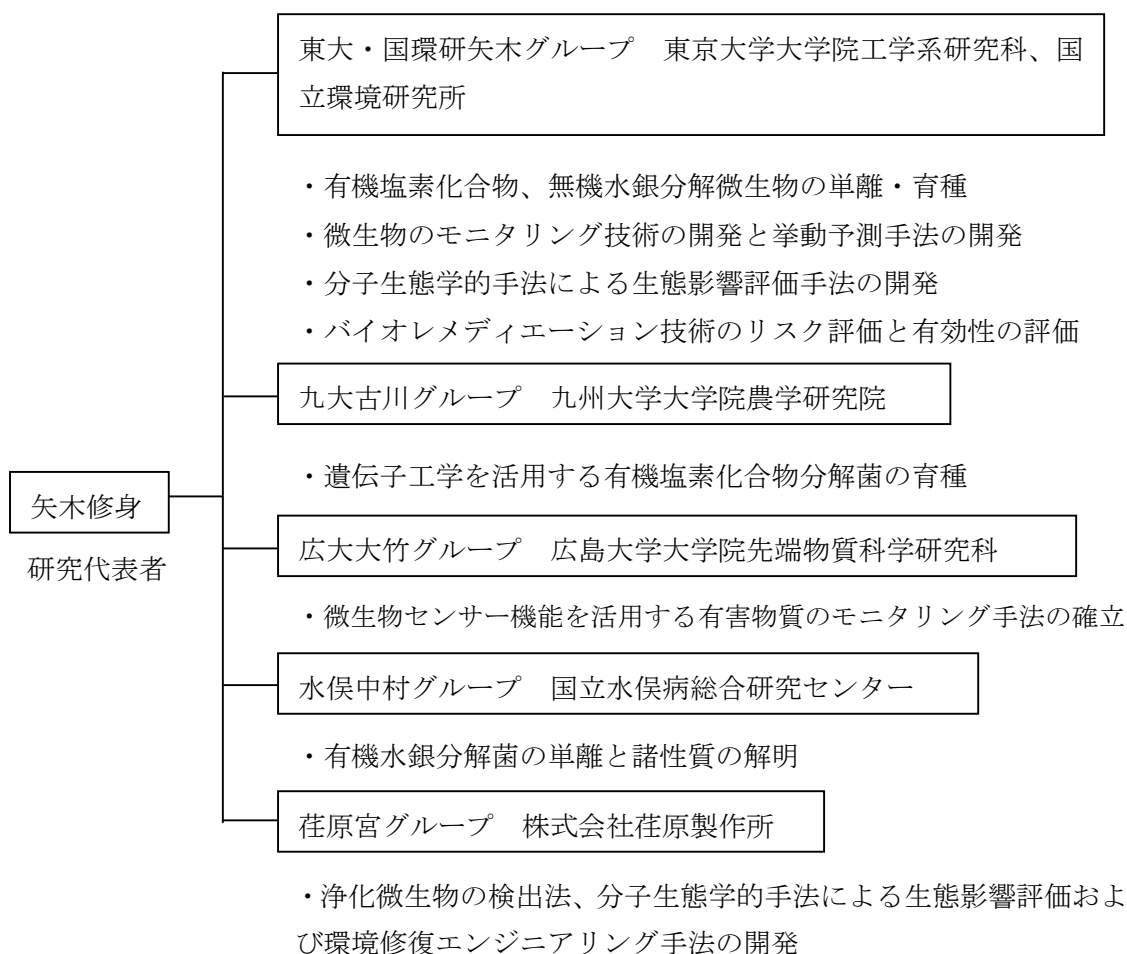 東大・国環研矢木グループ　東京大学大学院工学系研究科、国
立環境研究所
・有機塩素化合物、無機水銀分解微生物の単離・育種
・微生物のモニタリング技術の開発と挙動予測手法の開発
・分子生態学的手法による生態影響評価手法の開発
・バイオレメディエーション技術のリスク評価と有効性の評価
九大古川グループ　九州大学大学院農学研究院
・遺伝子工学を活用する有機塩素化合物分解菌の育種
矢木修身
研究代表者
広大大竹グループ　広島大学大学院先端物質科学研究科
・微生物センサー機能を活用する有害物質のモニタリング手法の確立
水俣中村グループ　国立水俣病総合研究センター
・有機水銀分解菌の単離と諸性質の解明
荏原宮グループ　株式会社荏原製作所
・浄化微生物の検出法、分子生態学的手法による生態影響評価およ
び環境修復エンジニアリング手法の開発